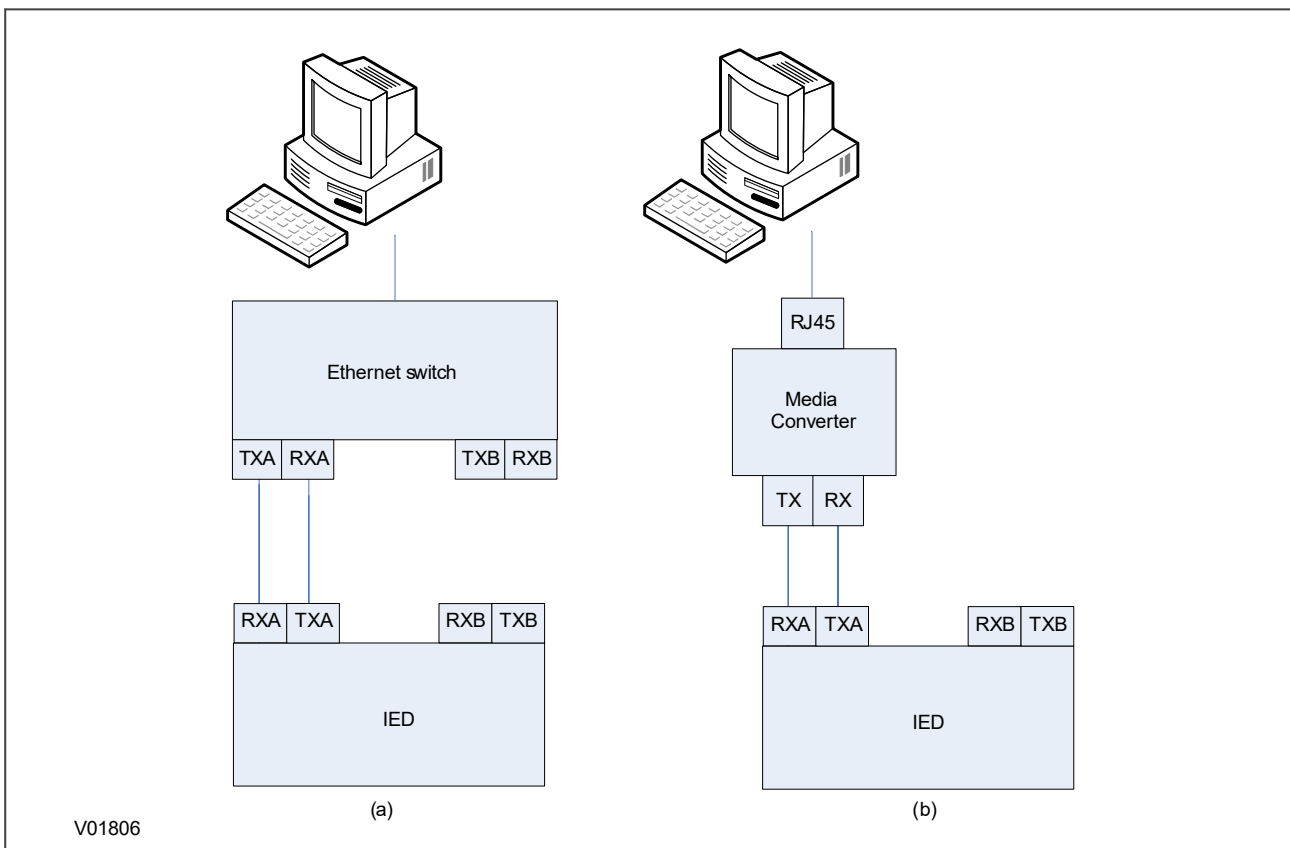 Ethernet switch
TXA RXA TXB RXB
RXA TXA RXB TXB
IED
(a)
RJ45
Media
Converter
TX RX
RXA TXA RXB TXB
IED
(b)
V01806